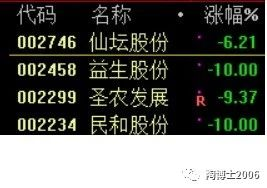 代码 名称 • 涨幅%
002746 仙坛股份 -6.21
002458 益生股份 -10.00
002299 圣农发展 R -9.37
002234 民和股份 -10.00
陶博士2006